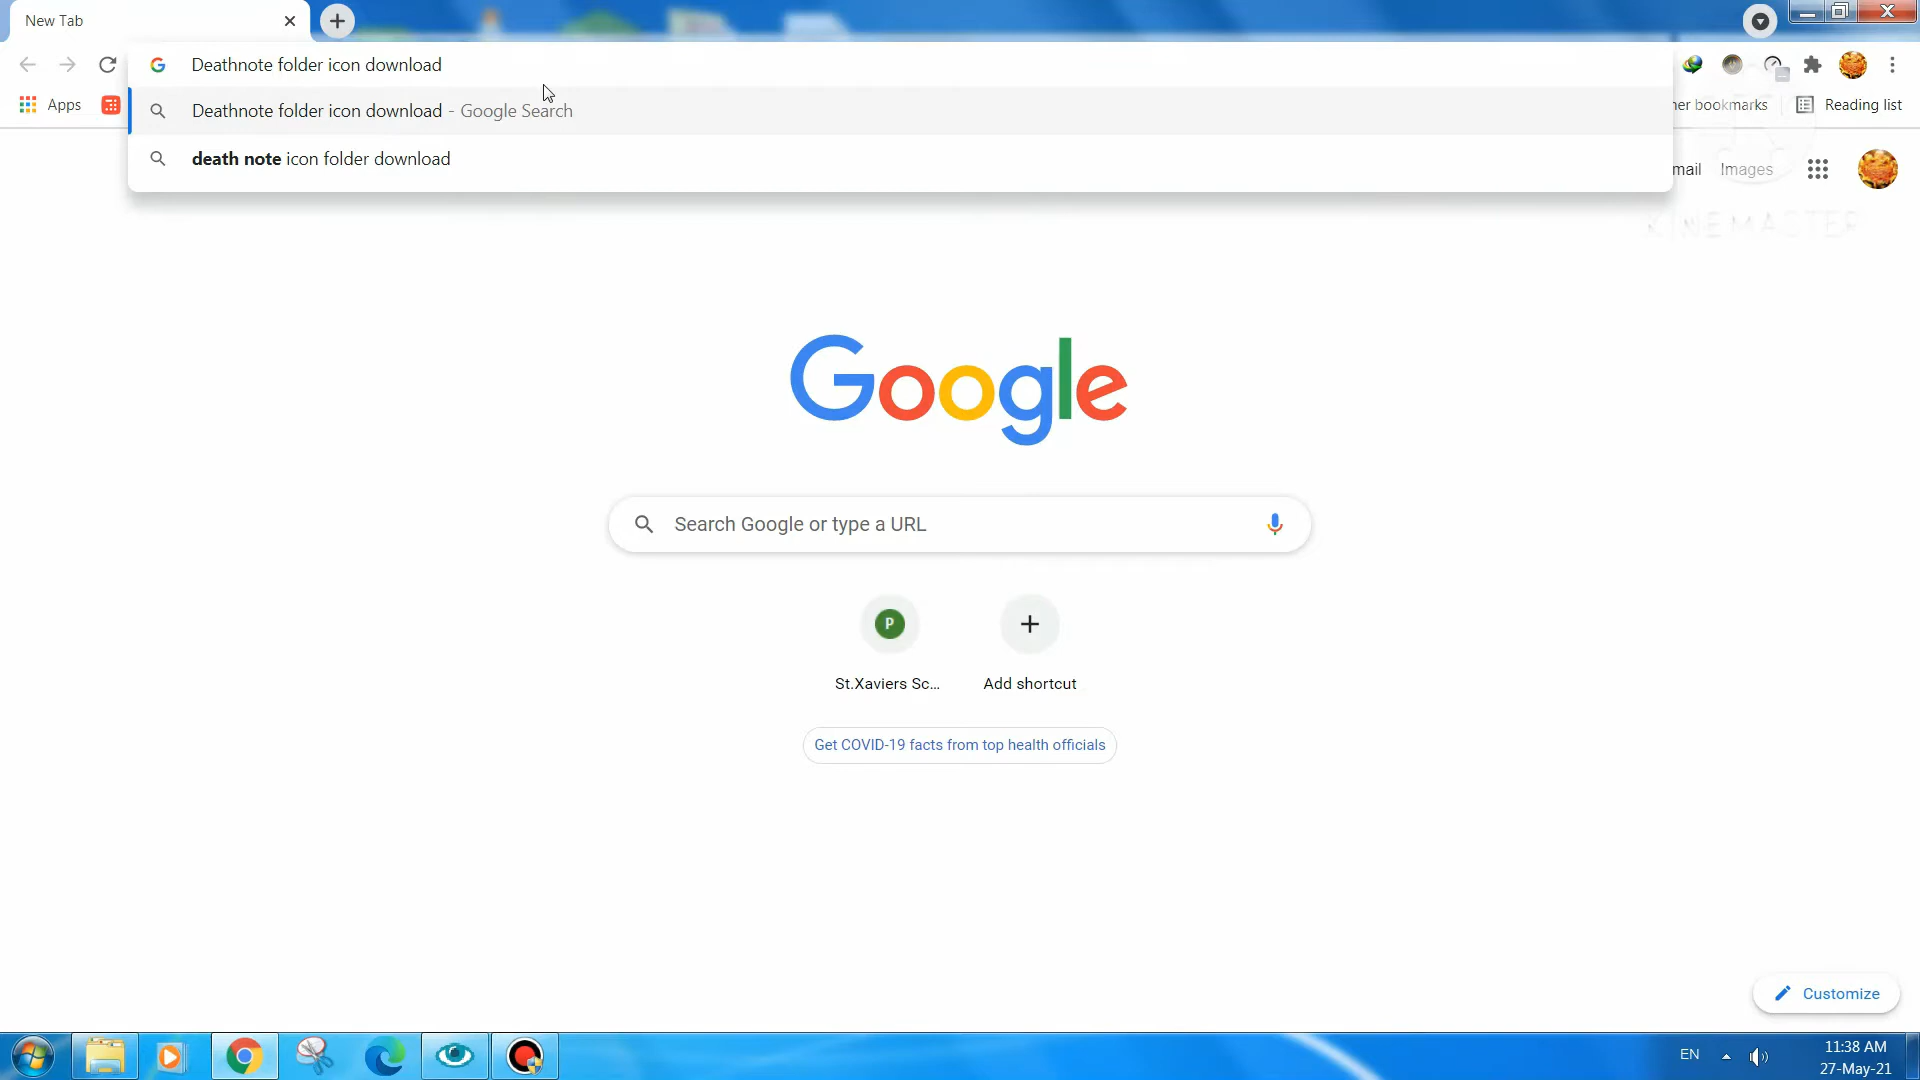 New Tab
Deathnote folder icon download
Deathnote folder icon download - Google Search
death note icon folder download
Apps
her bookmarks
Reading list
mail
Images
KINEMASTER
Google
Search Google or type a URL
P
St.Xaviers Sc...
Add shortcut
Get COVID-19 facts from top health officials
Customize
EN
11:38 AM
27-May-21